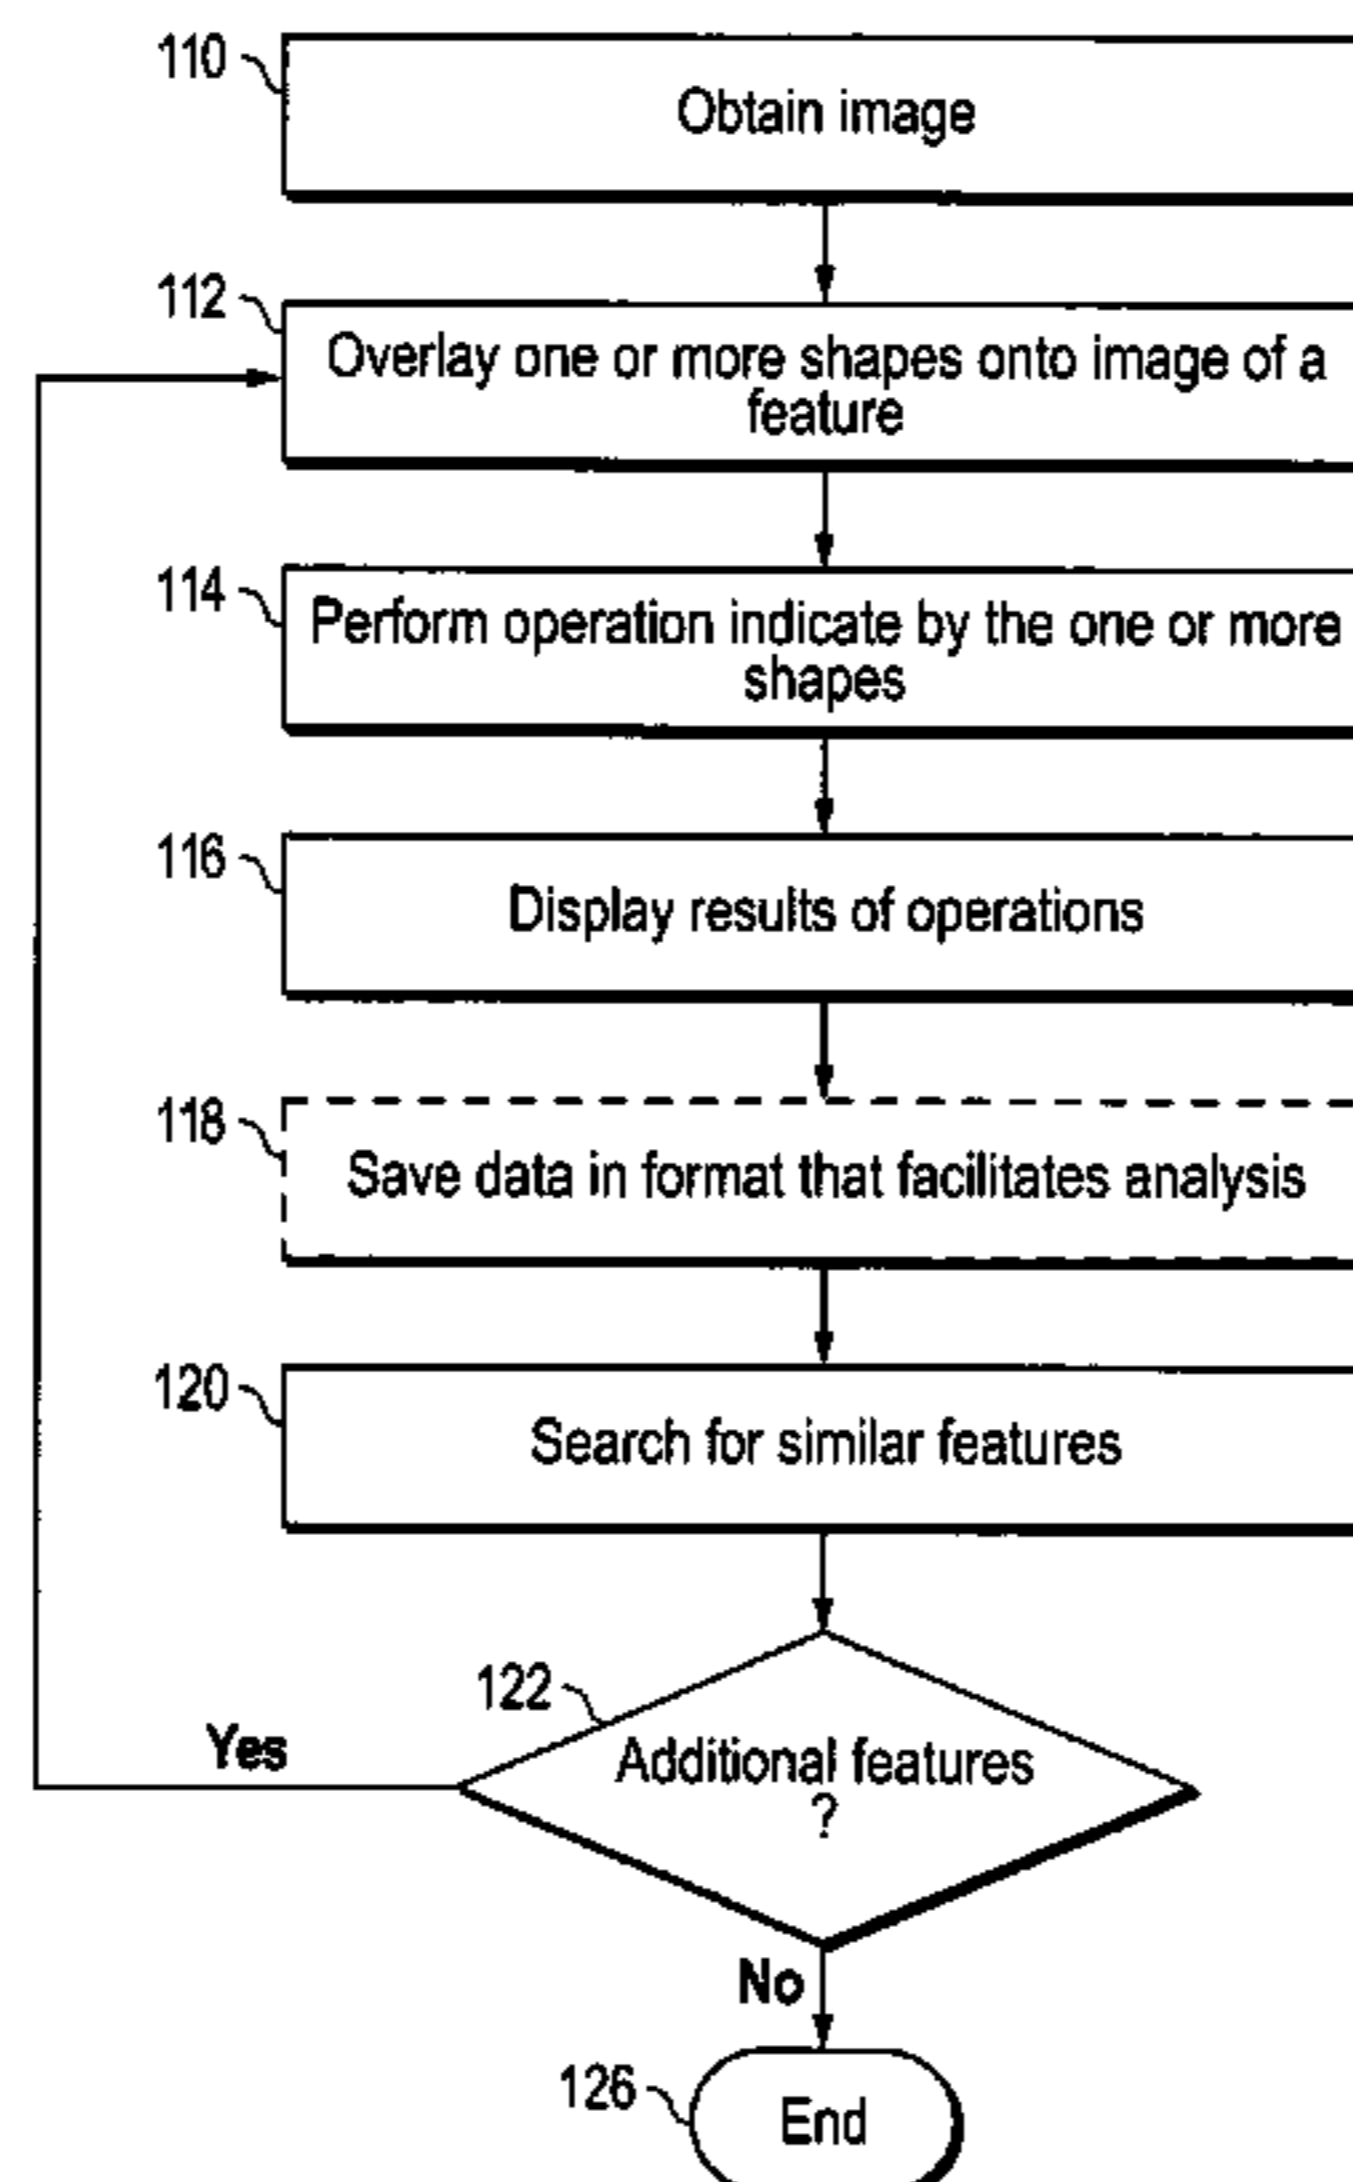 110
Obtain image
112
Overlay one or more shapes onto image of a
feature
114
Perform operation indicate by the one or more
shapes
116
Display results of operations
118
Save data in format that facilitates analysis
120
Search for similar features
122
Additional features
?
Yes
No
126
End